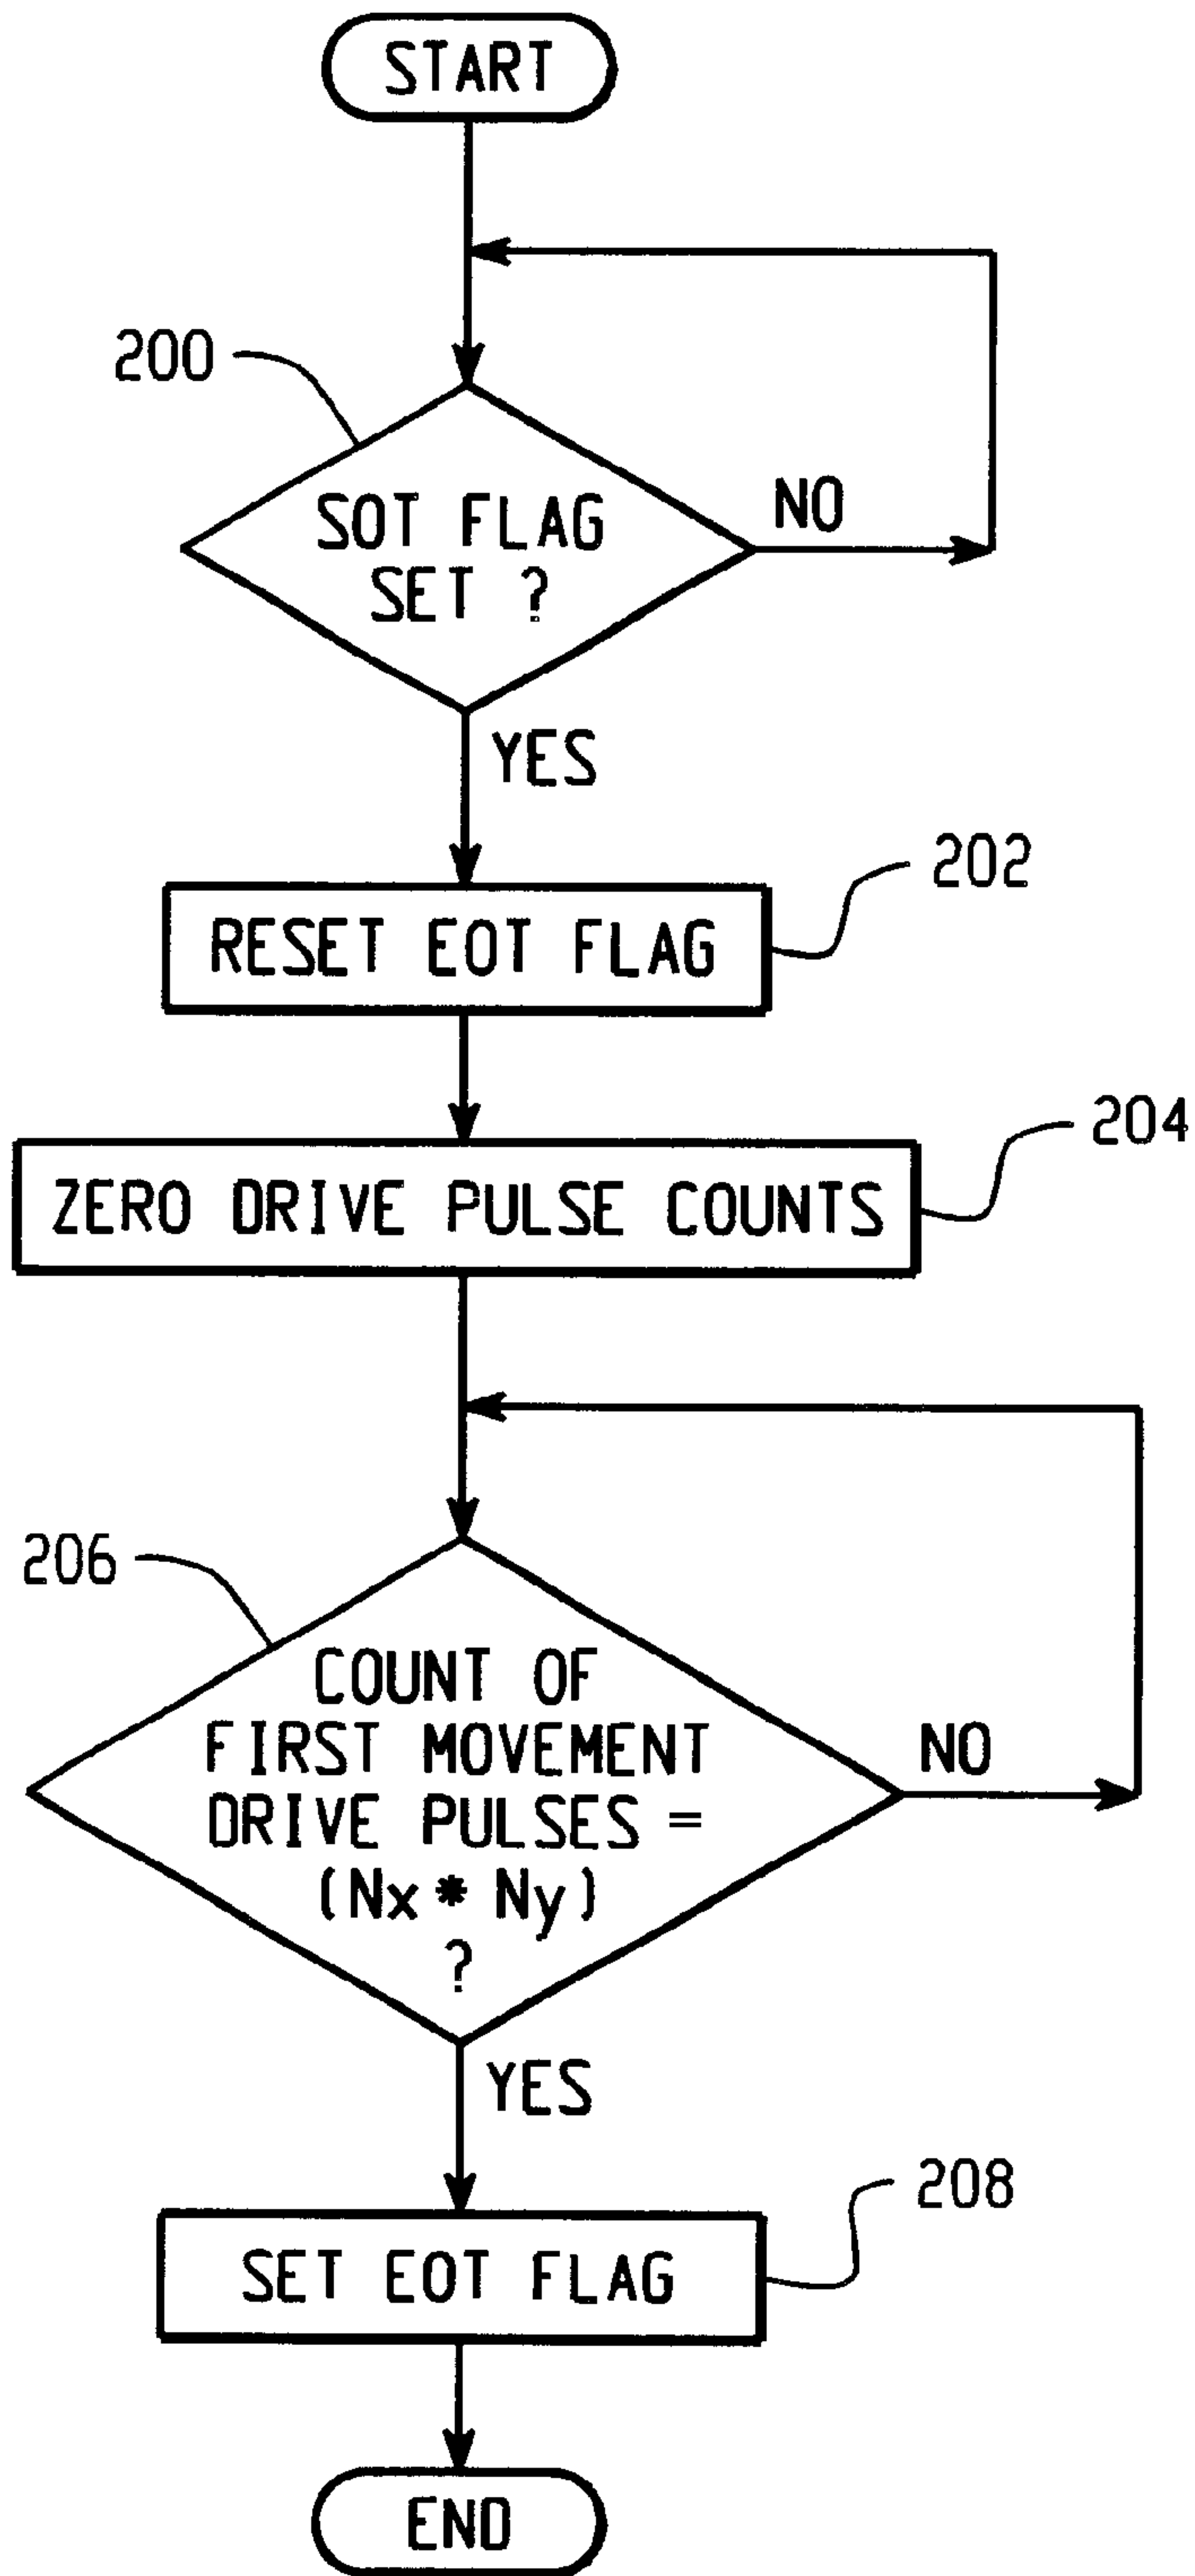 START
200
SOT FLAG
SET ?
NO
YES
202
RESET EOT FLAG
204
ZERO DRIVE PULSE COUNTS
206
COUNT OF
FIRST MOVEMENT
DRIVE PULSES =
(Nx * Ny)
?
NO
YES
208
SET EOT FLAG
END